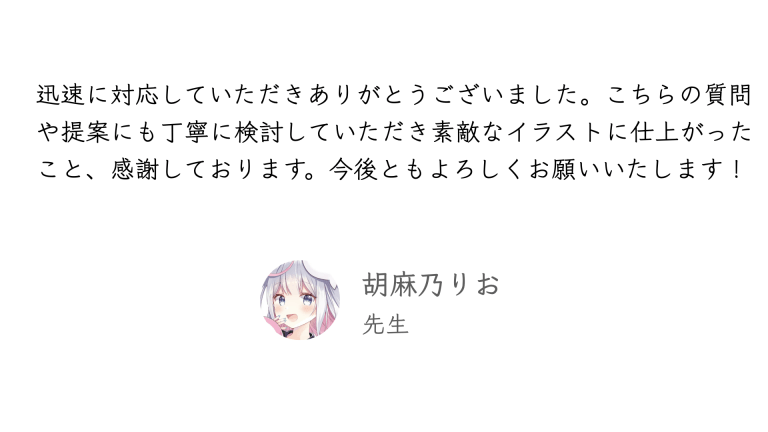 迅速に対応していただきありがとうございました。こちらの質問
や提案にも丁寧に検討していただき素敵なイラストに仕上がった
こと、感謝しております。今後ともよろしくお願いいたします！
胡麻乃りお
先生